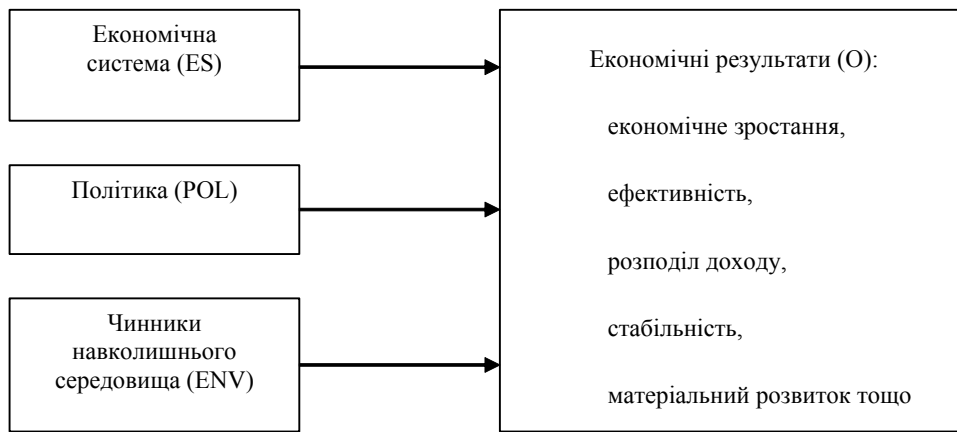 Економічна
система (ES)
Політика (POL)
Чинники
навколишнього
середовища (ENV)
Економічні результати (О):
економічне зростання,
ефективність,
розподіл доходу,
стабільність,
матеріальний розвиток тощо